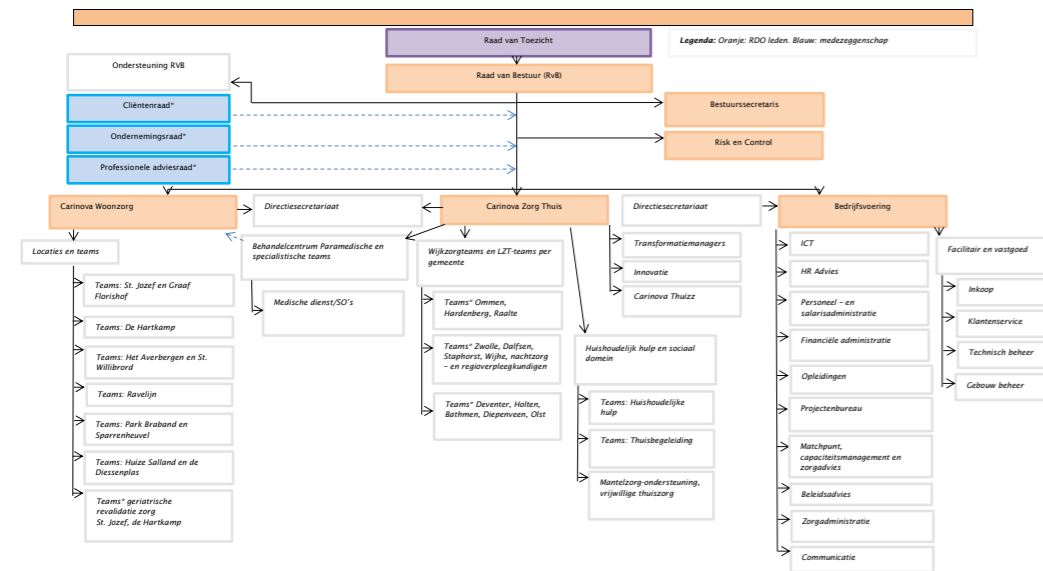 Raad van Toezicht
Legenda: Oranje: RDO leden. Blauw: medezeggenschap
Ondersteuning RVB
Raad van Bestuur (RvB)
Cliëntenraad*
Bestuurssecretaris
Ondernemingsraad*
Risk en Control
Professionele adviesraad*
Carinova Woonzorg
Directiesecretariaat
Carinova Zorg Thuis
Directiesecretariaat
Bedrijfsvoering
Locaties en teams
Teams: St. Jozef en Graaf
Florishof
Teams: De Hartkamp
Teams: Het Averbergen en St.
Willibrord
Teams: Ravelijn
Teams: Park Braband en
Sparrenheuvel
Teams: Huize Salland en de
Diessenplas
Teams* geriatrische
revalidatie zorg
St. Jozef, de Hartkamp
Behandelcentrum Paramedische en
specialistische teams
Medische dienst/SO's
Wijkzorgteams en LZT-teams per
gemeente
Teams* Ommen,
Hardenberg, Raalte
Teams* Zwolle, Dalfsen,
Staphorst, Wijhe, nachtzorg
– en regioverpleegkundigen
Teams* Deventer, Holten,
Bathmen, Diepenveen, Olst
Transformatiemanagers
Innovatie
Carinova Thuizz
Huishoudelijk hulp en sociaal
domein
Teams: Huishoudelijke
hulp
Teams: Thuisbegeleiding
Mantelzorg-ondersteuning,
vrijwillige thuiszorg
ICT
HR Advies
Personeel – en
salarisadministratie
Financiële administratie
Opleidingen
Projectenbureau
Matchpunt,
capaciteitsmanagement en
zorgadvies
Beleidsadvies
Zorgadministratie
Communicatie
Facilitair en vastgoed
Inkoop
Klantenservice
Technisch beheer
Gebouw beheer